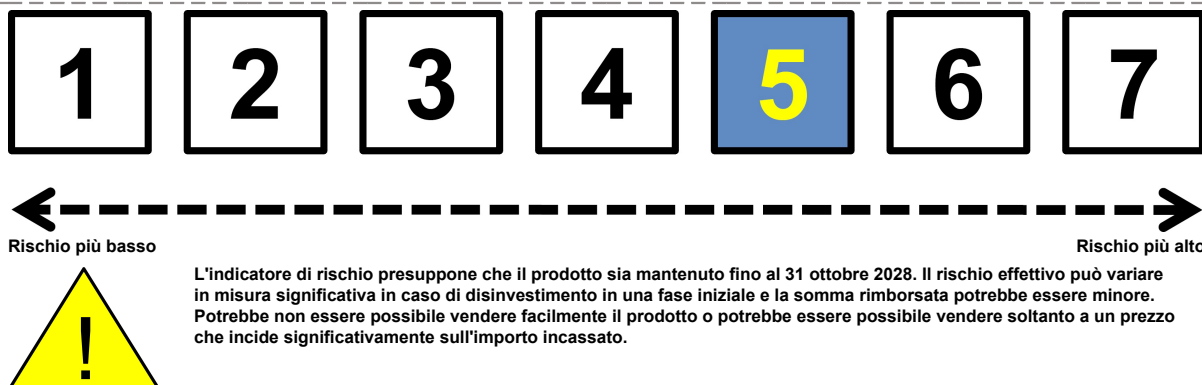 1 2 3 4 5 6 7
Rischio più basso Rischio più alto
L'indicatore di rischio presuppone che il prodotto sia mantenuto fino al 31 ottobre 2028. Il rischio effettivo può variare
in misura significativa in caso di disinvestimento in una fase iniziale e la somma rimborsata potrebbe essere minore.
Potrebbe non essere possibile vendere facilmente il prodotto o potrebbe essere possibile vendere soltanto a un prezzo
che incide significativamente sull'importo incassato.
!